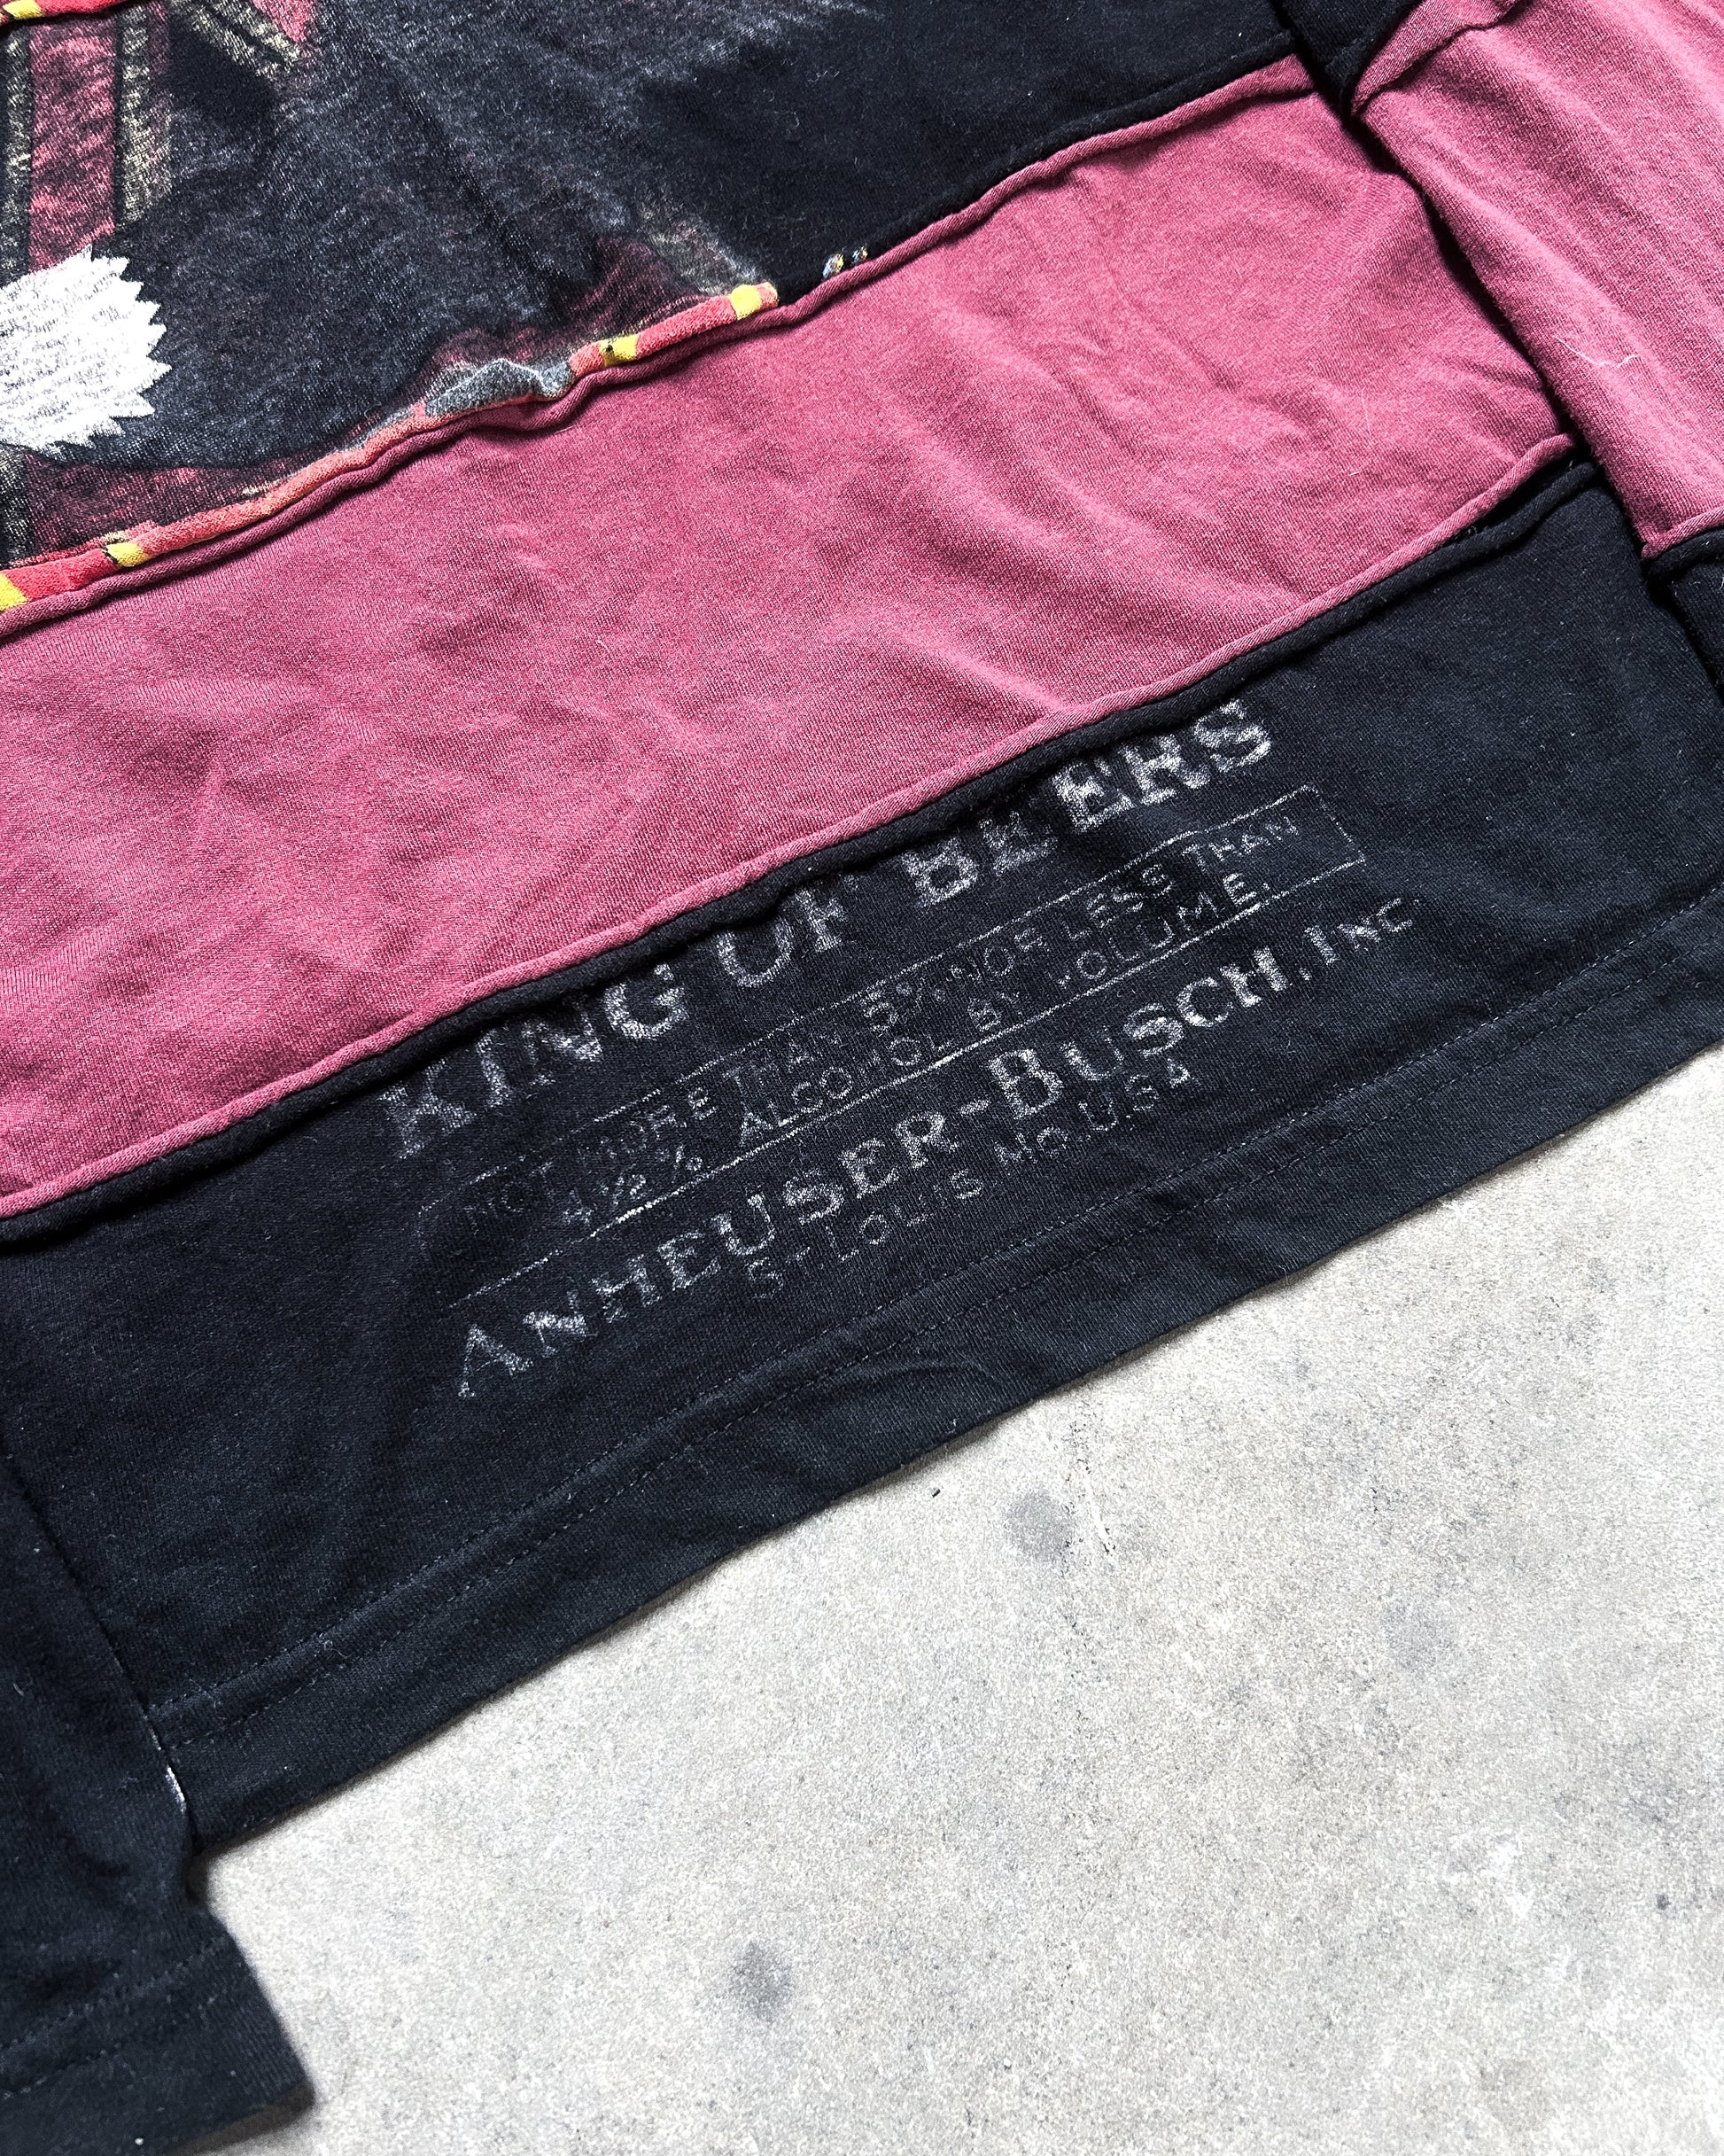 KING OF BEERS
NOT MORE THAN 5% NOR LESS THAN
4 1/2% ALCOHOL BY VOLUME.
ANHEUSER-BUSCH, INC.
ST LOUIS MO. U.S.A